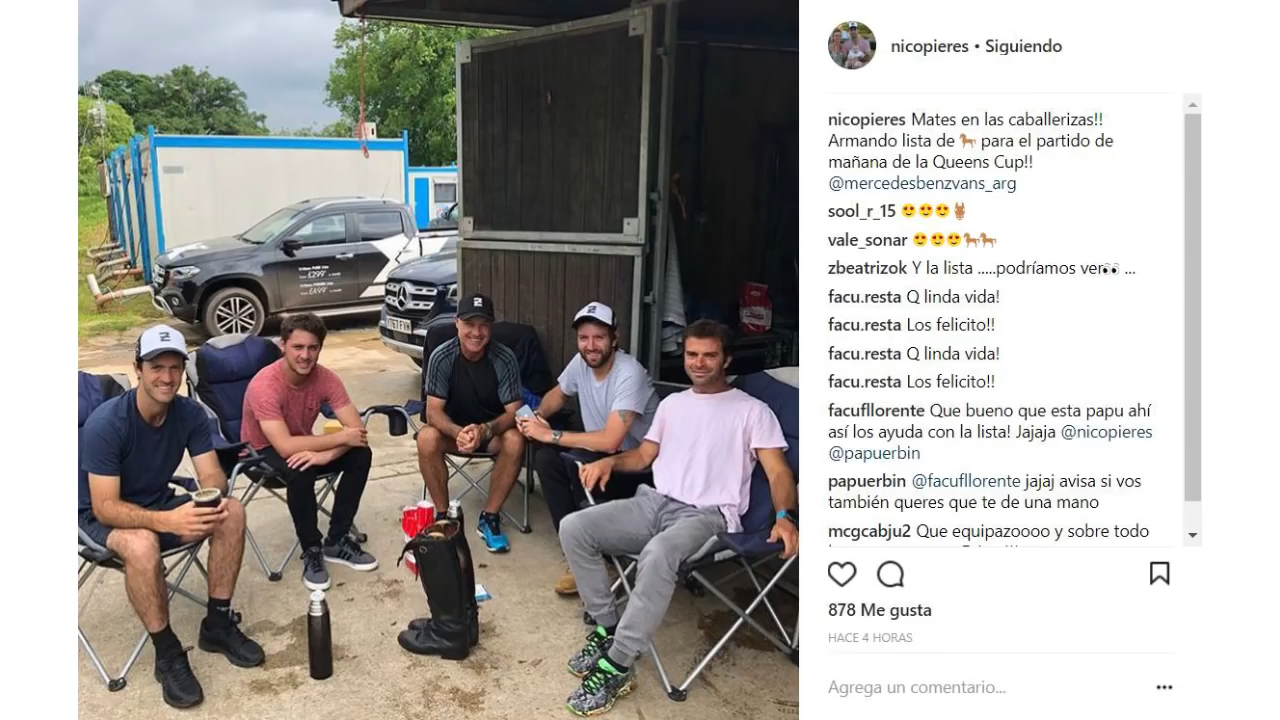 nicopieres • Siguiendo
nicopieres Mates en las caballerizas!!
Armando lista de 🐎 para el partido de
mañana de la Queens Cup!!
@mercedesbenzvans_arg
sool_r_15 😍😍😍🤘🏽
vale_sonar 😍😍😍🐎🐎
zbeatrizok Y la lista .....podríamos ver👀 ...
facu.resta Q linda vida!
facu.resta Los felicito!!
facu.resta Q linda vida!
facu.resta Los felicito!!
facufllorente Que bueno que esta papu ahí
así los ayuda con la lista! Jajaja @nicopieres
@papuerbin
papuerbin @facufllorente jajaj avisa si vos
también queres que te de una mano
mcgcabju2 Que equipazoooo y sobre todo
878 Me gusta
HACE 4 HORAS
Agrega un comentario...
£299
£499